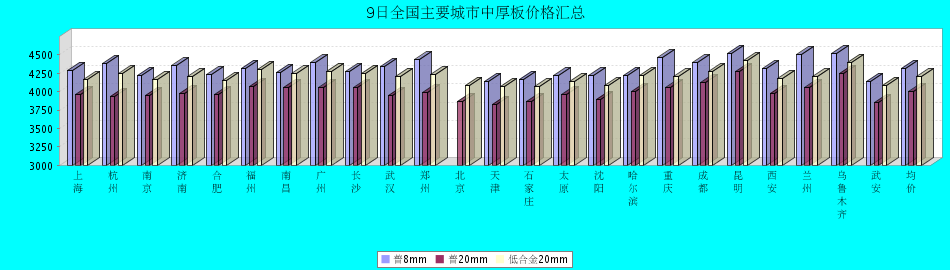 9日全国主要城市中厚板价格汇总
4500
4250
4000
3750
3500
3250
3000
上海
杭州
南京
济南
合肥
福州
南昌
广州
长沙
武汉
郑州
北京
天津
石家庄
太原
沈阳
哈尔滨
重庆
成都
昆明
西安
兰州
乌鲁木齐
武安
均价
普8mm 普20mm 低合金20mm